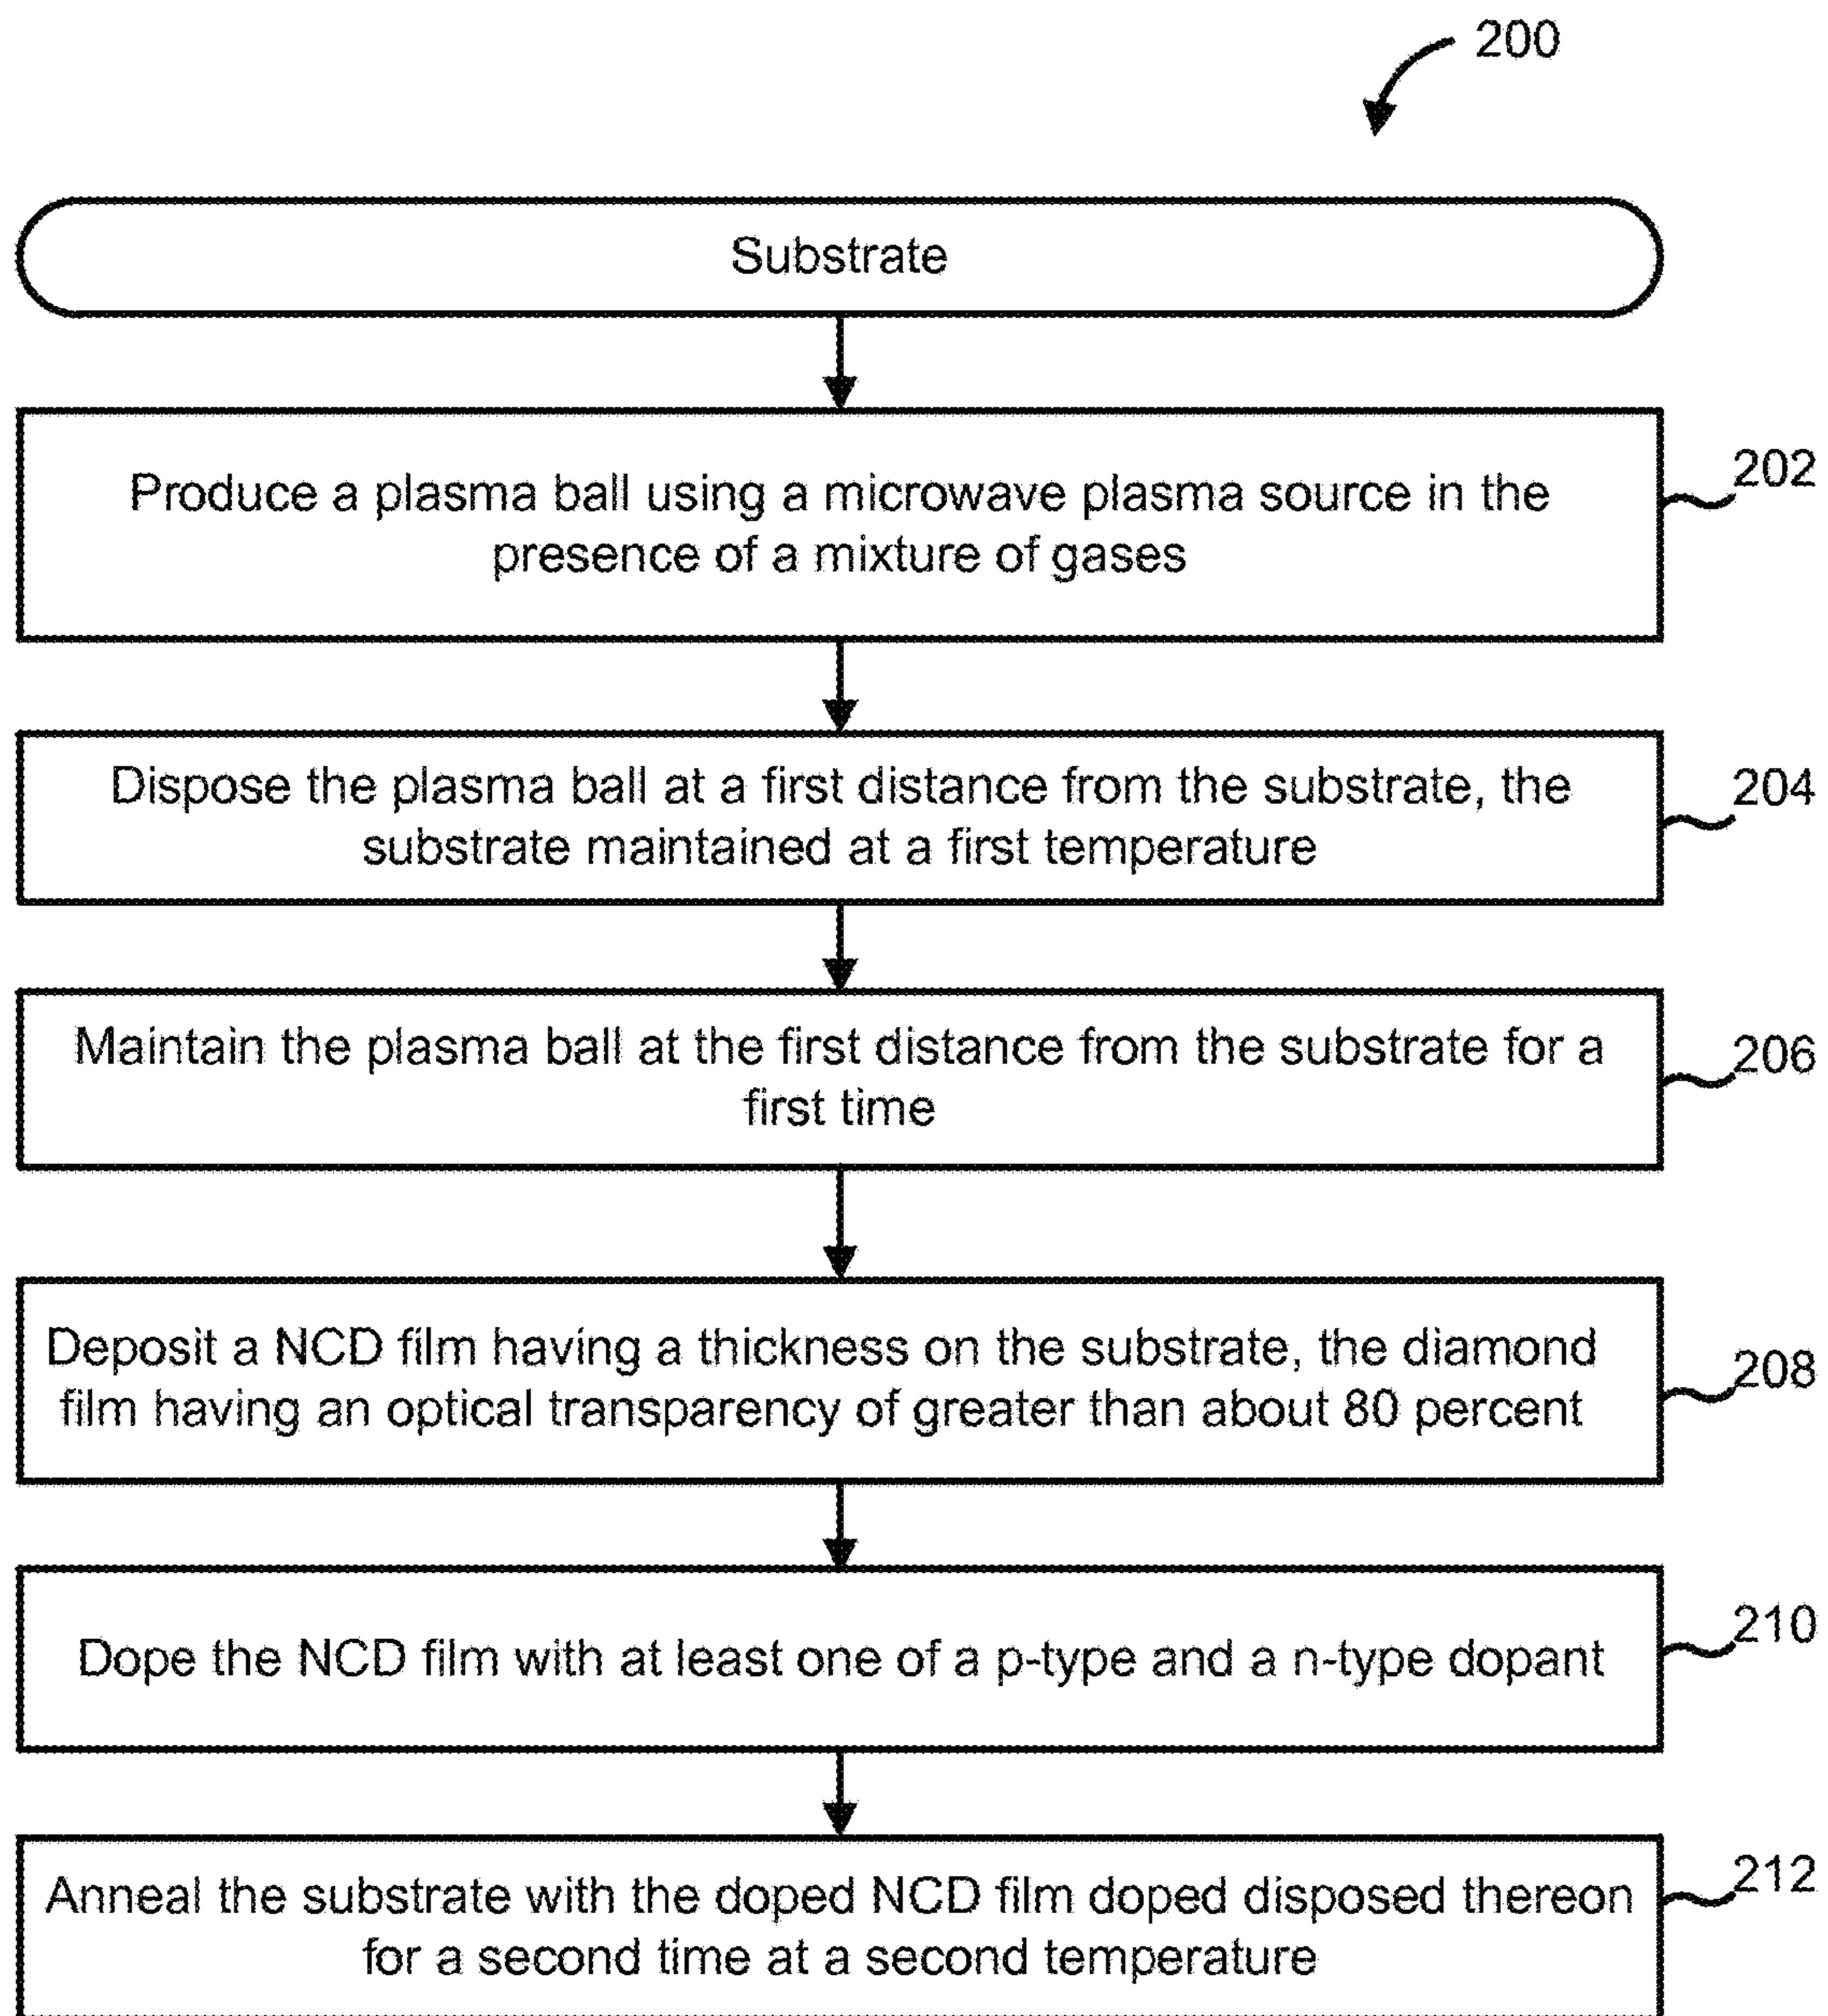 200
Substrate
Produce a plasma ball using a microwave plasma source in the
presence of a mixture of gases
202
Dispose the plasma ball at a first distance from the substrate, the
substrate maintained at a first temperature
204
Maintain the plasma ball at the first distance from the substrate for a
first time
206
Deposit a NCD film having a thickness on the substrate, the diamond
film having an optical transparency of greater than about 80 percent
208
Dope the NCD film with at least one of a p-type and a n-type dopant
210
Anneal the substrate with the doped NCD film doped disposed thereon
for a second time at a second temperature
212